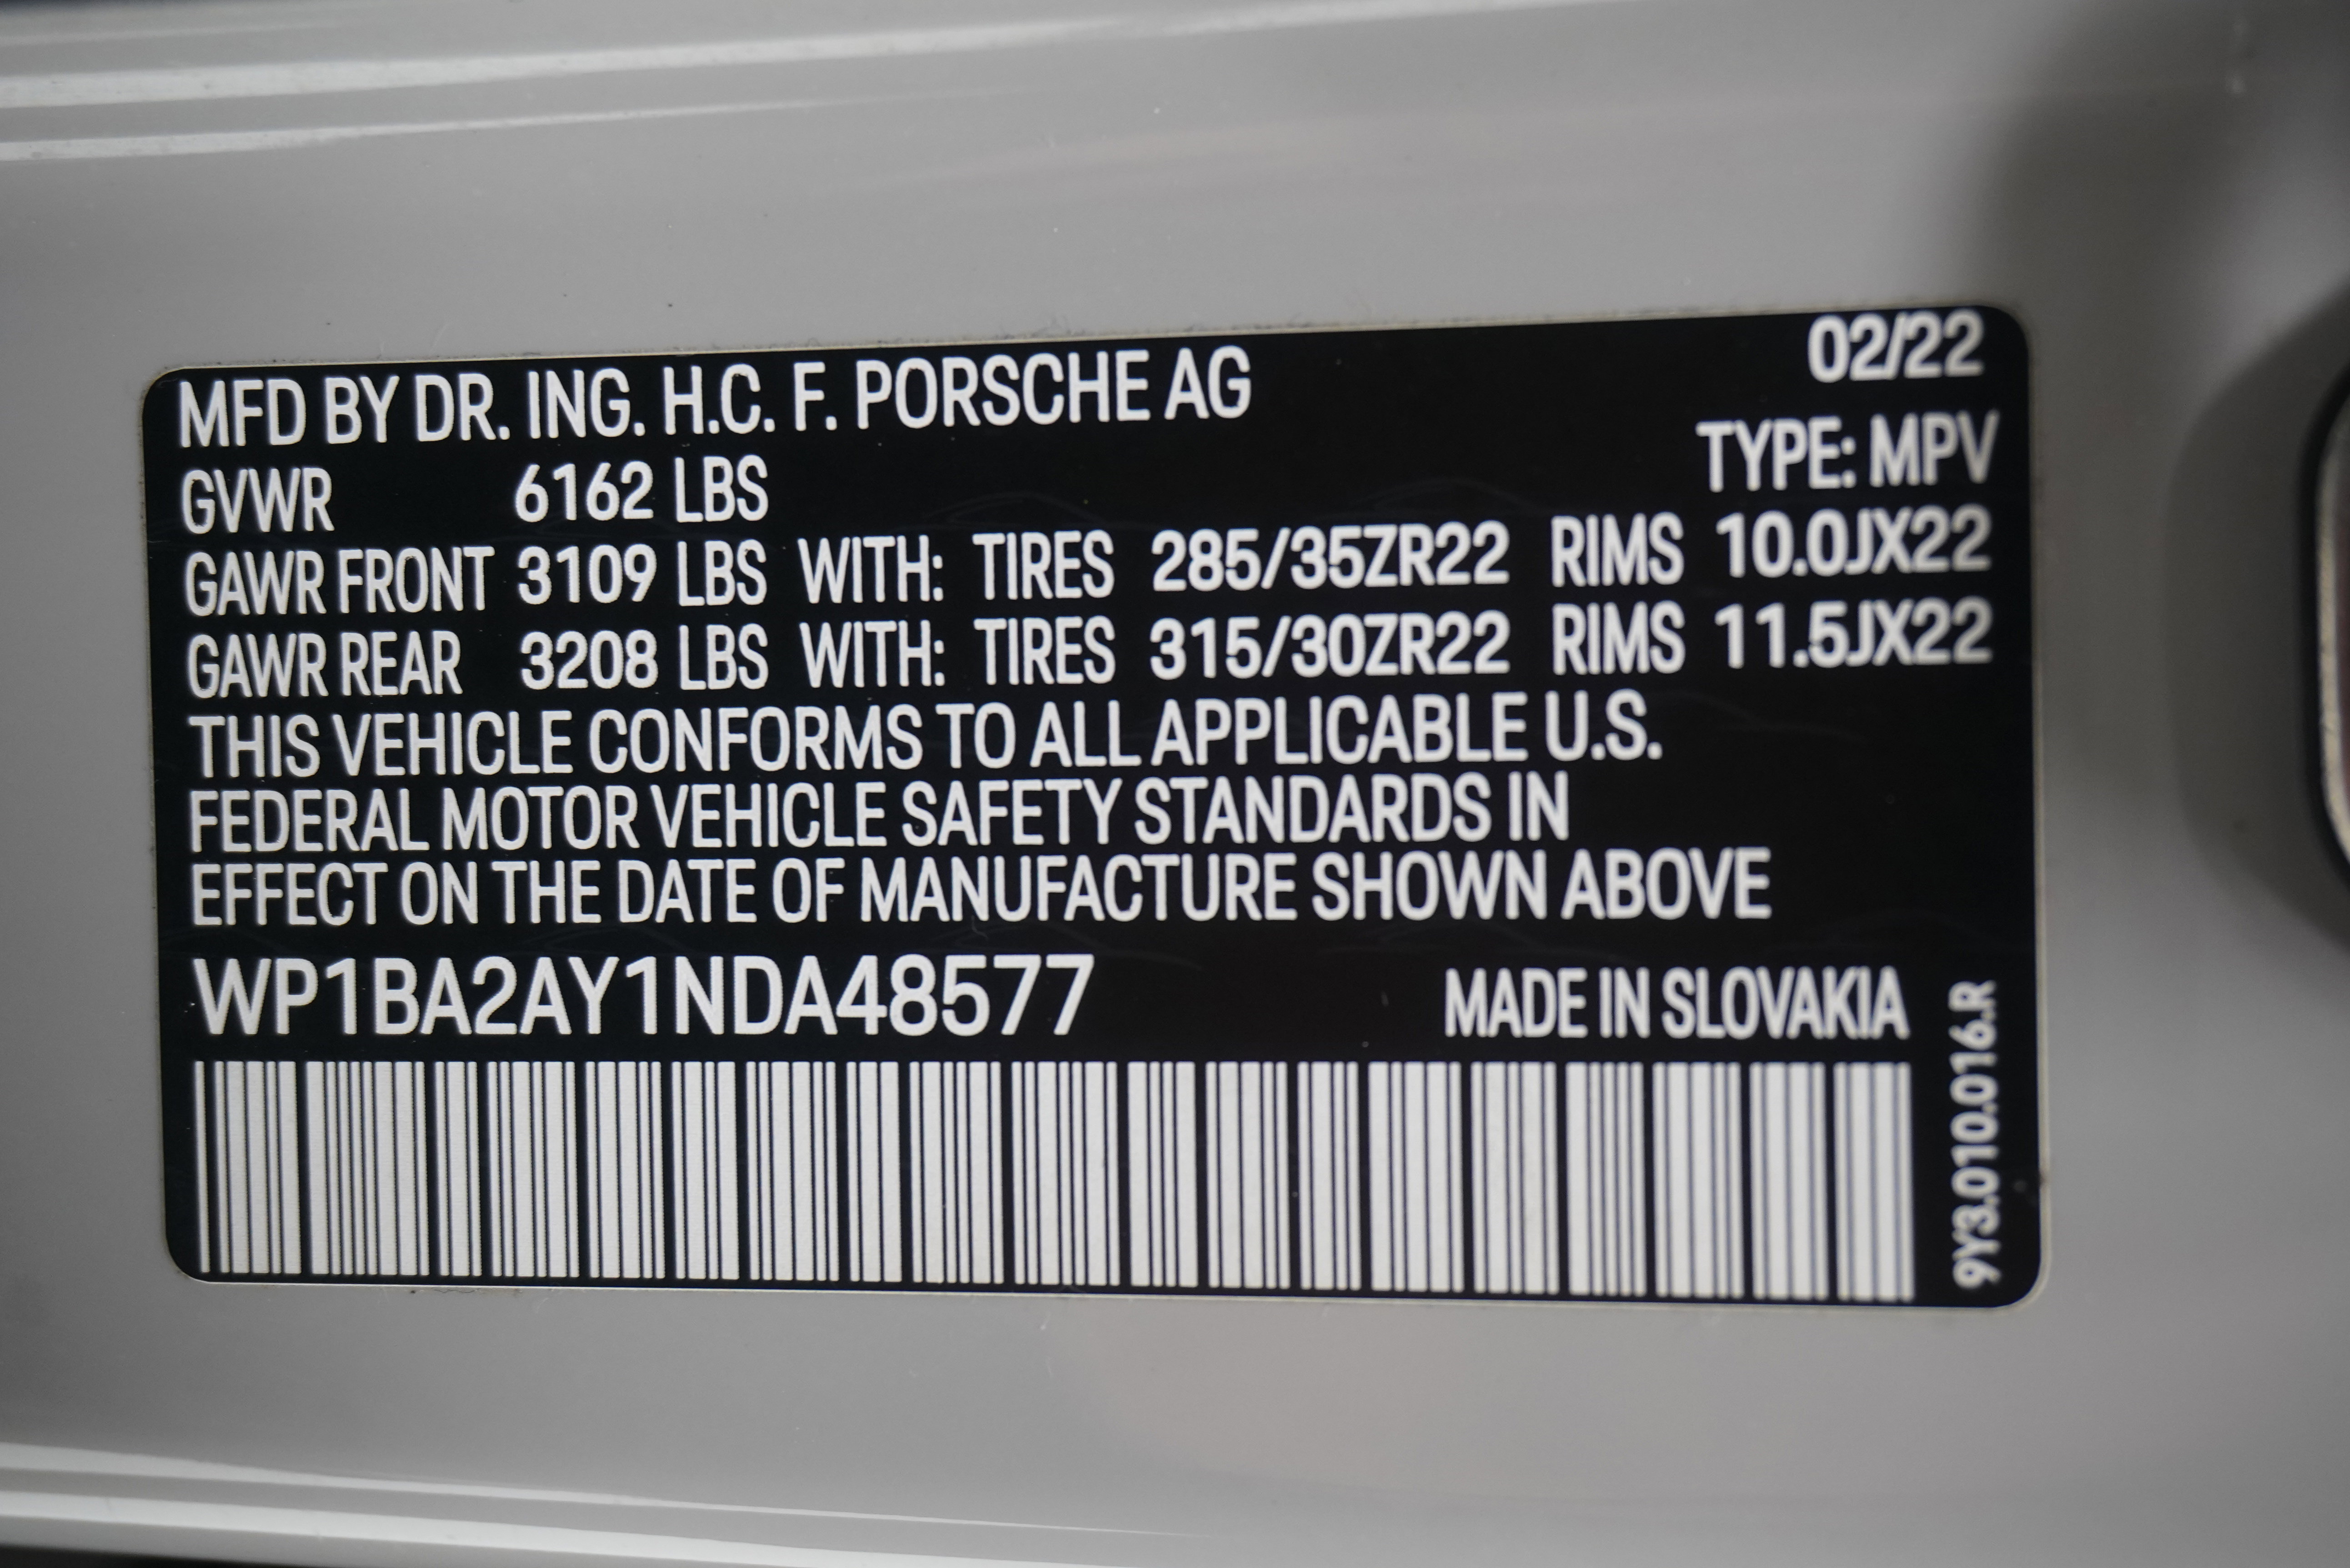 MFD BY DR. ING. H.C. F. PORSCHE AG 02/22
GVWR 6162 LBS TYPE: MPV
GAWR FRONT 3109 LBS WITH: TIRES 285/35ZR22 RIMS 10.0JX22
GAWR REAR 3208 LBS WITH: TIRES 315/30ZR22 RIMS 11.5JX22
THIS VEHICLE CONFORMS TO ALL APPLICABLE U.S.
FEDERAL MOTOR VEHICLE SAFETY STANDARDS IN
EFFECT ON THE DATE OF MANUFACTURE SHOWN ABOVE
WP1BA2AY1NDA48577 MADE IN SLOVAKIA
9Y3.010.016.R